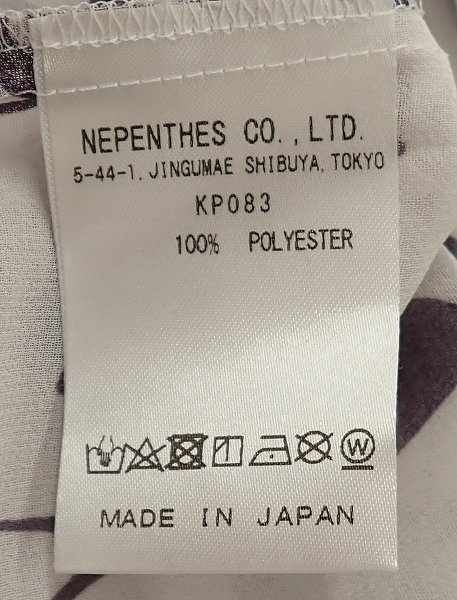 NEPENTHES CO., LTD.
5-44-1, JINGUMAE SHIBUYA, TOKYO
KP083
100% POLYESTER
W
MADE IN JAPAN